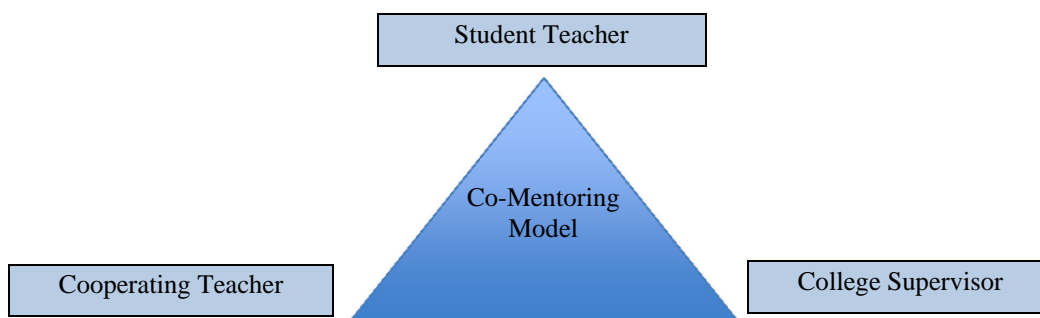 Student Teacher
Co-Mentoring
Model
Cooperating Teacher
College Supervisor